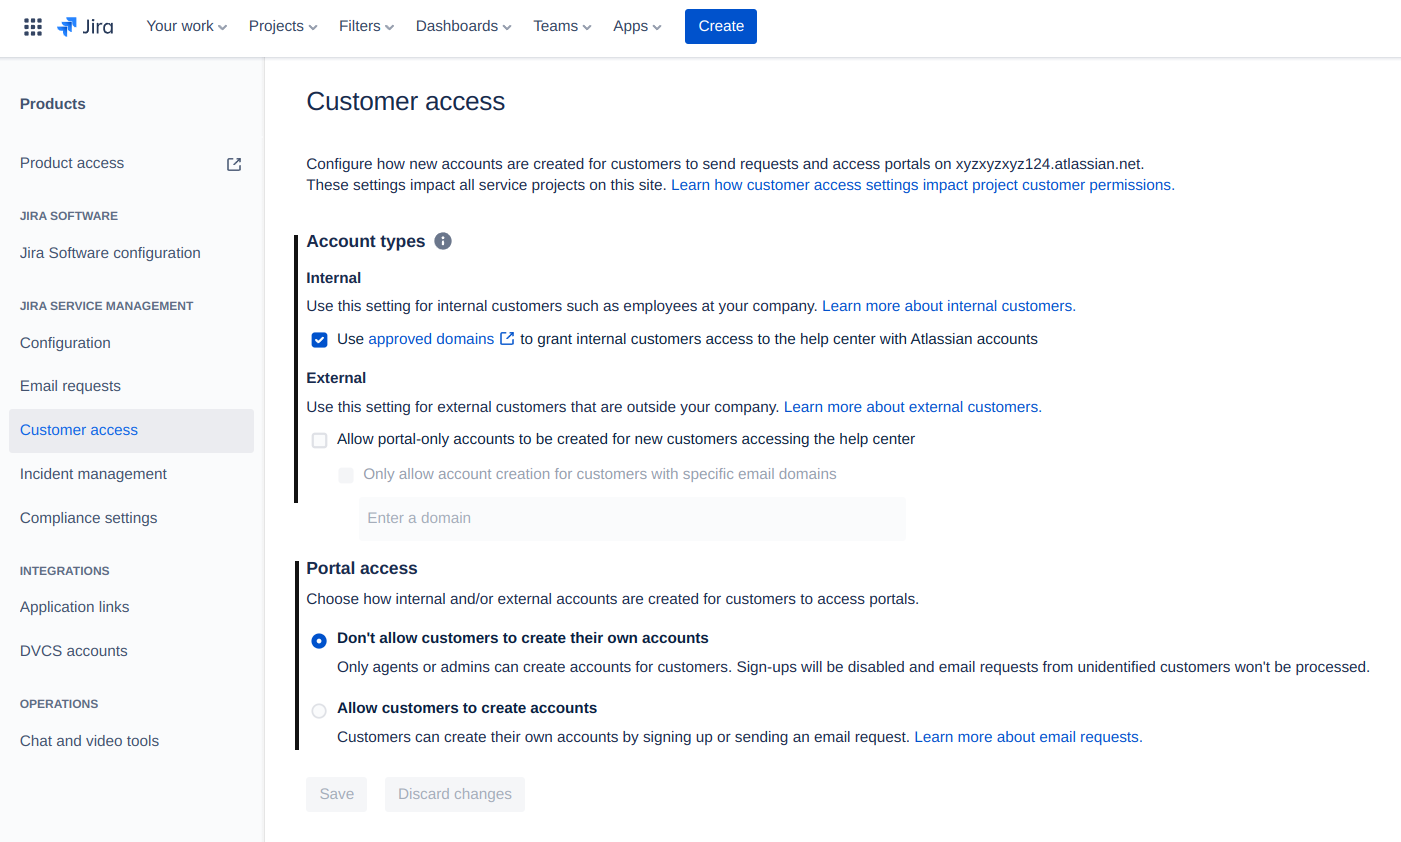 Jira Your work Projects Filters Dashboards Teams Apps Create
Products
Product access
JIRA SOFTWARE
Jira Software configuration
JIRA SERVICE MANAGEMENT
Configuration
Email requests
Customer access
Incident management
Compliance settings
INTEGRATIONS
Application links
DVCS accounts
OPERATIONS
Chat and video tools
Customer access
Configure how new accounts are created for customers to send requests and access portals on xyzxyzxyz124.atlassian.net.
These settings impact all service projects on this site. Learn how customer access settings impact project customer permissions.
Account types
Internal
Use this setting for internal customers such as employees at your company. Learn more about internal customers.
Use approved domains to grant internal customers access to the help center with Atlassian accounts
External
Use this setting for external customers that are outside your company. Learn more about external customers.
Allow portal-only accounts to be created for new customers accessing the help center
Only allow account creation for customers with specific email domains
Enter a domain
Portal access
Choose how internal and/or external accounts are created for customers to access portals.
Don't allow customers to create their own accounts
Only agents or admins can create accounts for customers. Sign-ups will be disabled and email requests from unidentified customers won't be processed.
Allow customers to create accounts
Customers can create their own accounts by signing up or sending an email request. Learn more about email requests.
Save Discard changes